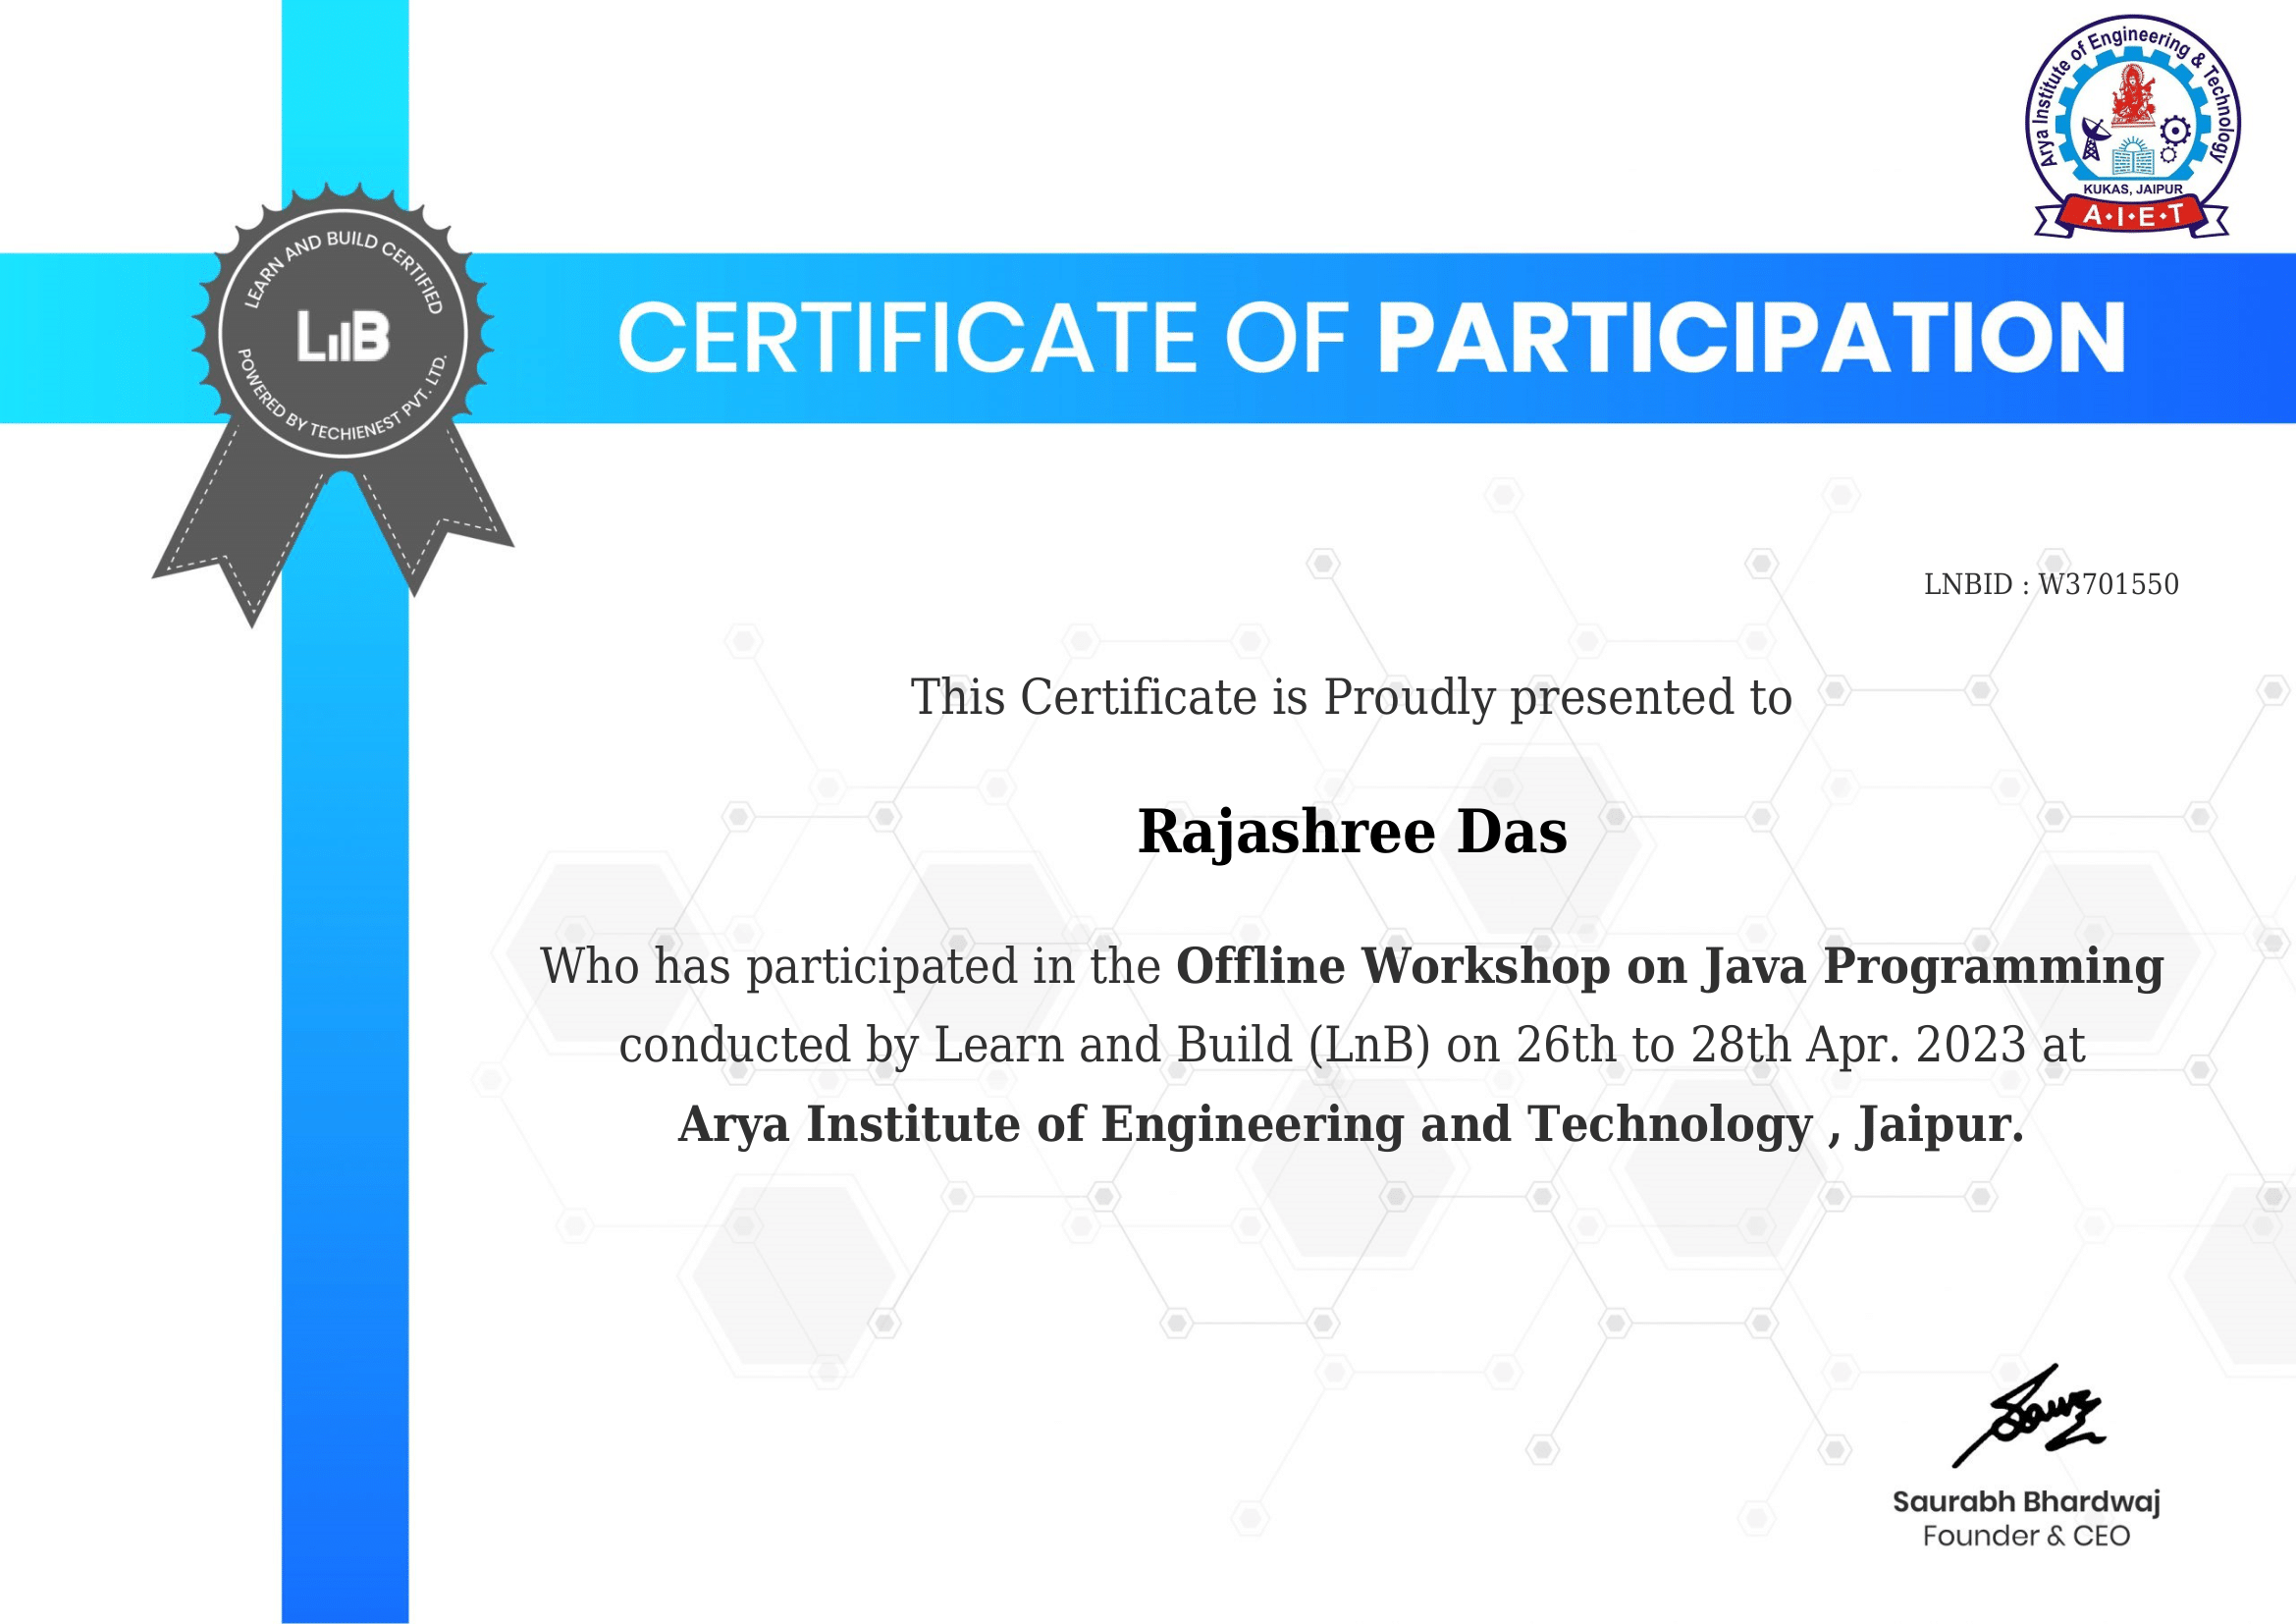 Arya Institute of Engineering & Technology
KUKAS, JAIPUR
A·I·E·T
LEARN AND BUILD CERTIFIED
LnB
POWERED BY TECHIENEST PVT. LTD.
CERTIFICATE OF PARTICIPATION
LNBID : W3701550
This Certificate is Proudly presented to
Rajashree Das
Who has participated in the Offline Workshop on Java Programming
conducted by Learn and Build (LnB) on 26th to 28th Apr. 2023 at
Arya Institute of Engineering and Technology , Jaipur.
Saurabh Bhardwaj
Founder & CEO